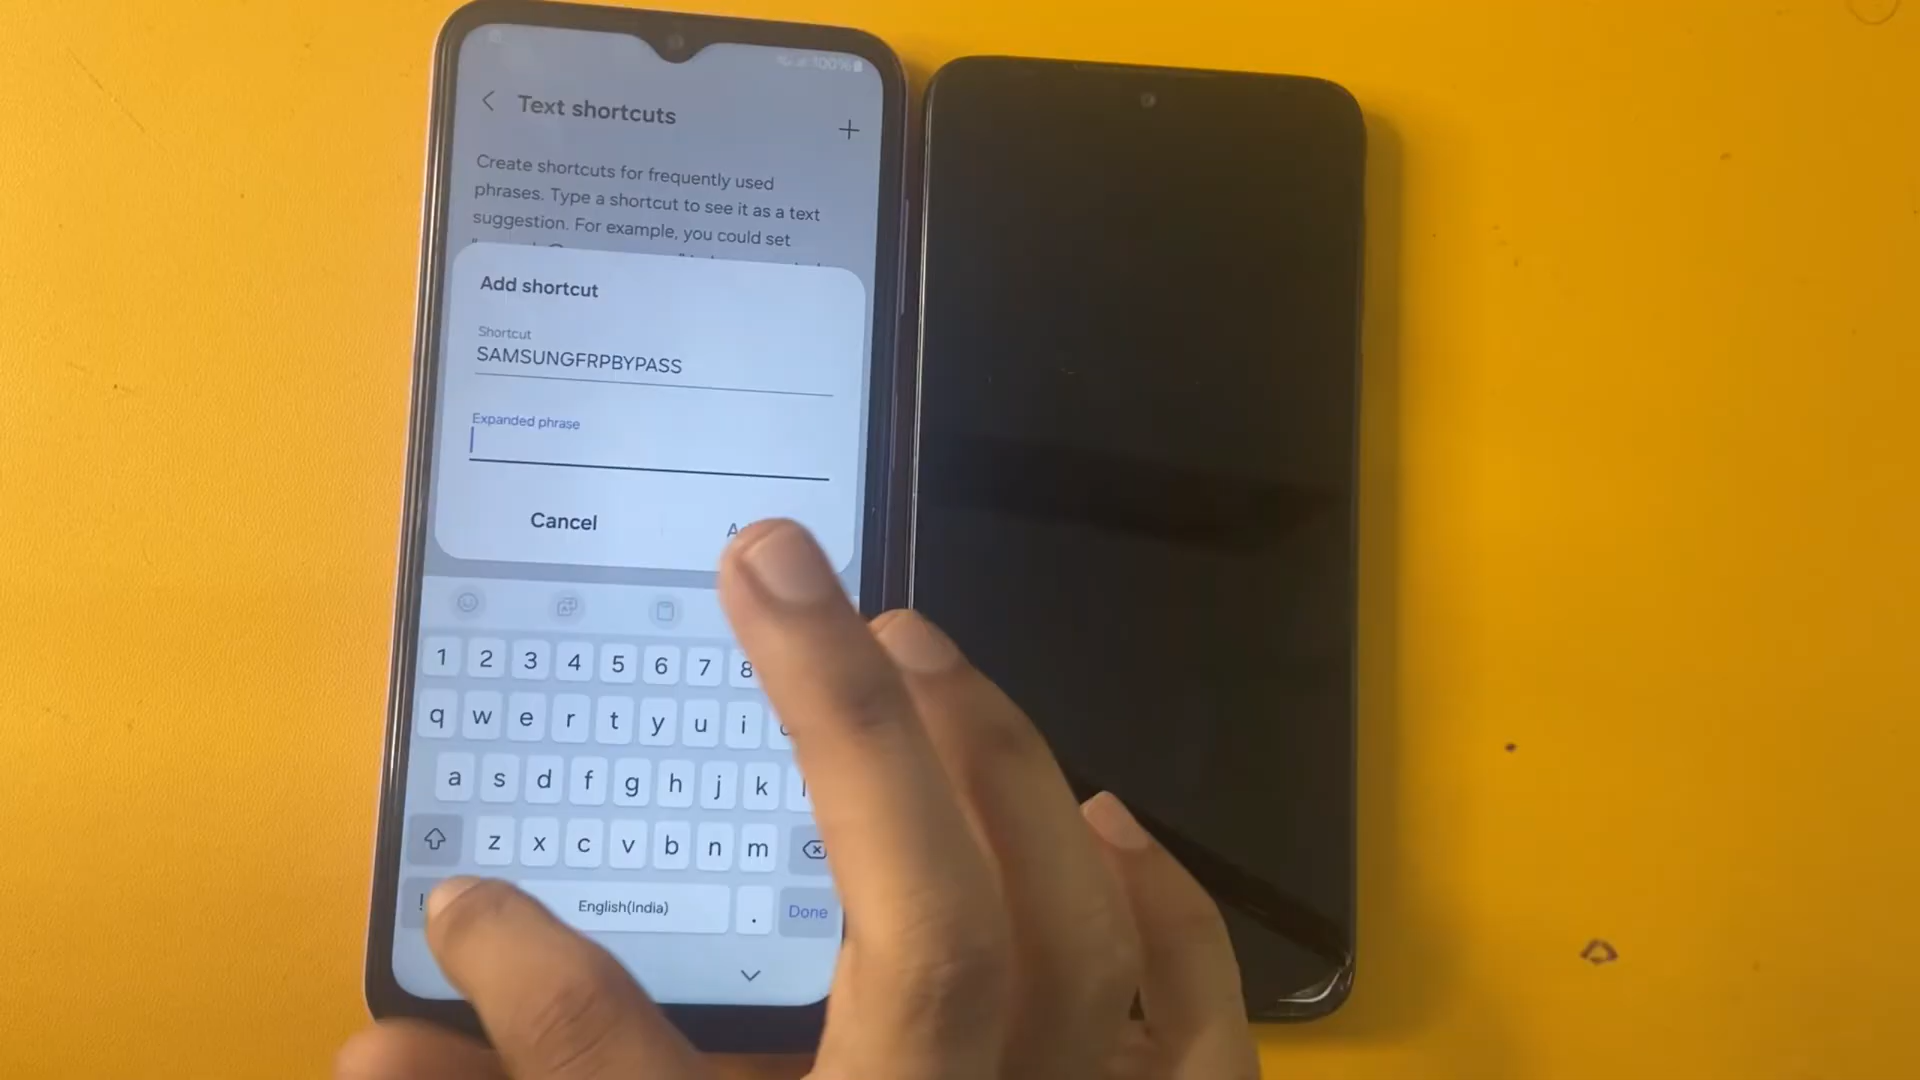 100%
Text shortcuts
+
Create shortcuts for frequently used
phrases. Type a shortcut to see it as a text
suggestion. For example, you could set
Add shortcut
Shortcut
SAMSUNGFRPBYPASS
Expanded phrase
Cancel
1 2 3 4 5 6 7 8
q w e r t y u i
a s d f g h j k l
z x c v b n m
! English(India) . Done